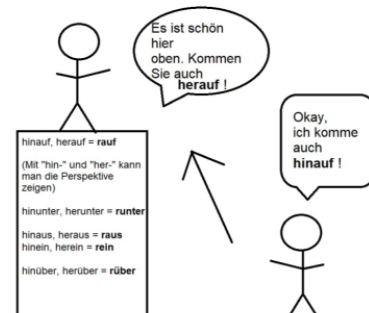 Es ist schön
hier
oben. Kommen
Sie auch
herauf !
Okay,
ich komme
auch
hinauf !
hinauf, herauf = rauf
(Mit "hin-" und "her-" kann
man die Perspektive
zeigen)
hinunter, herunter = runter
hinaus, heraus = raus
hinein, herein = rein
hinüber, herüber = rüber